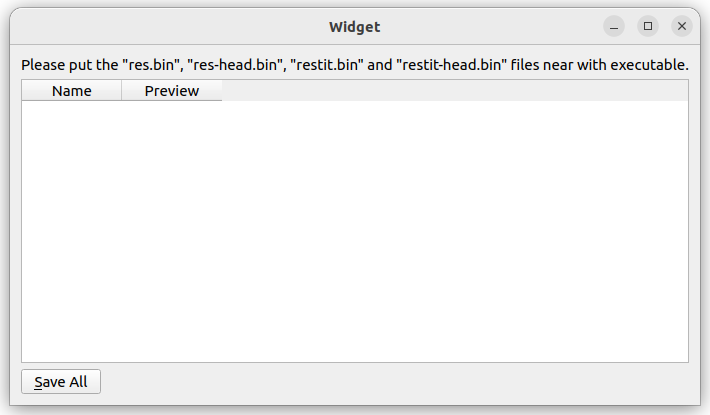 Widget
Please put the "res.bin", "res-head.bin", "restit.bin" and "restit-head.bin" files near with executable.
Name Preview
Save All